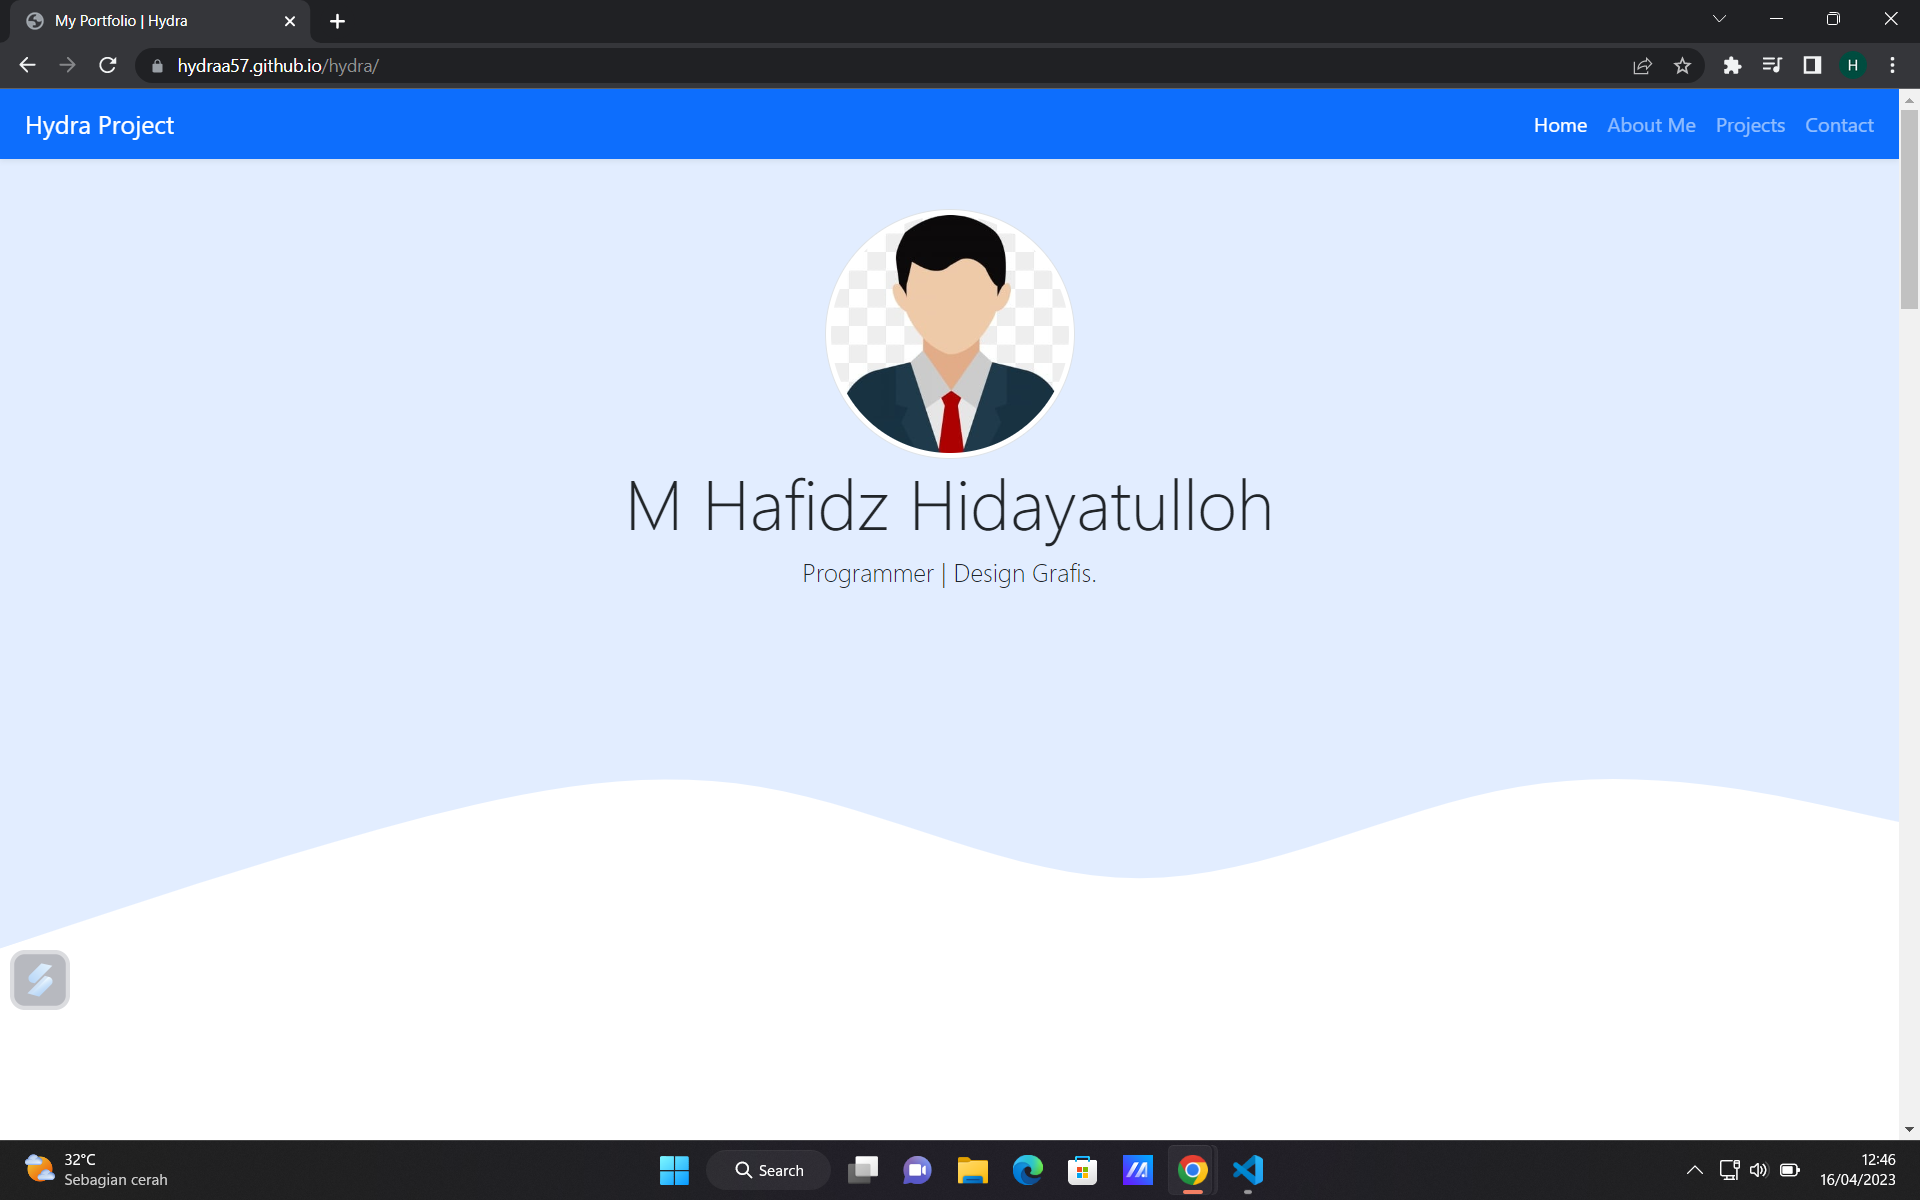 My Portfolio | Hydra
hydraa57.github.io/hydra/
H
Hydra Project
Home About Me Projects Contact
M Hafidz Hidayatulloh
Programmer | Design Grafis.
32°C
Sebagian cerah
Search
12:46
16/04/2023